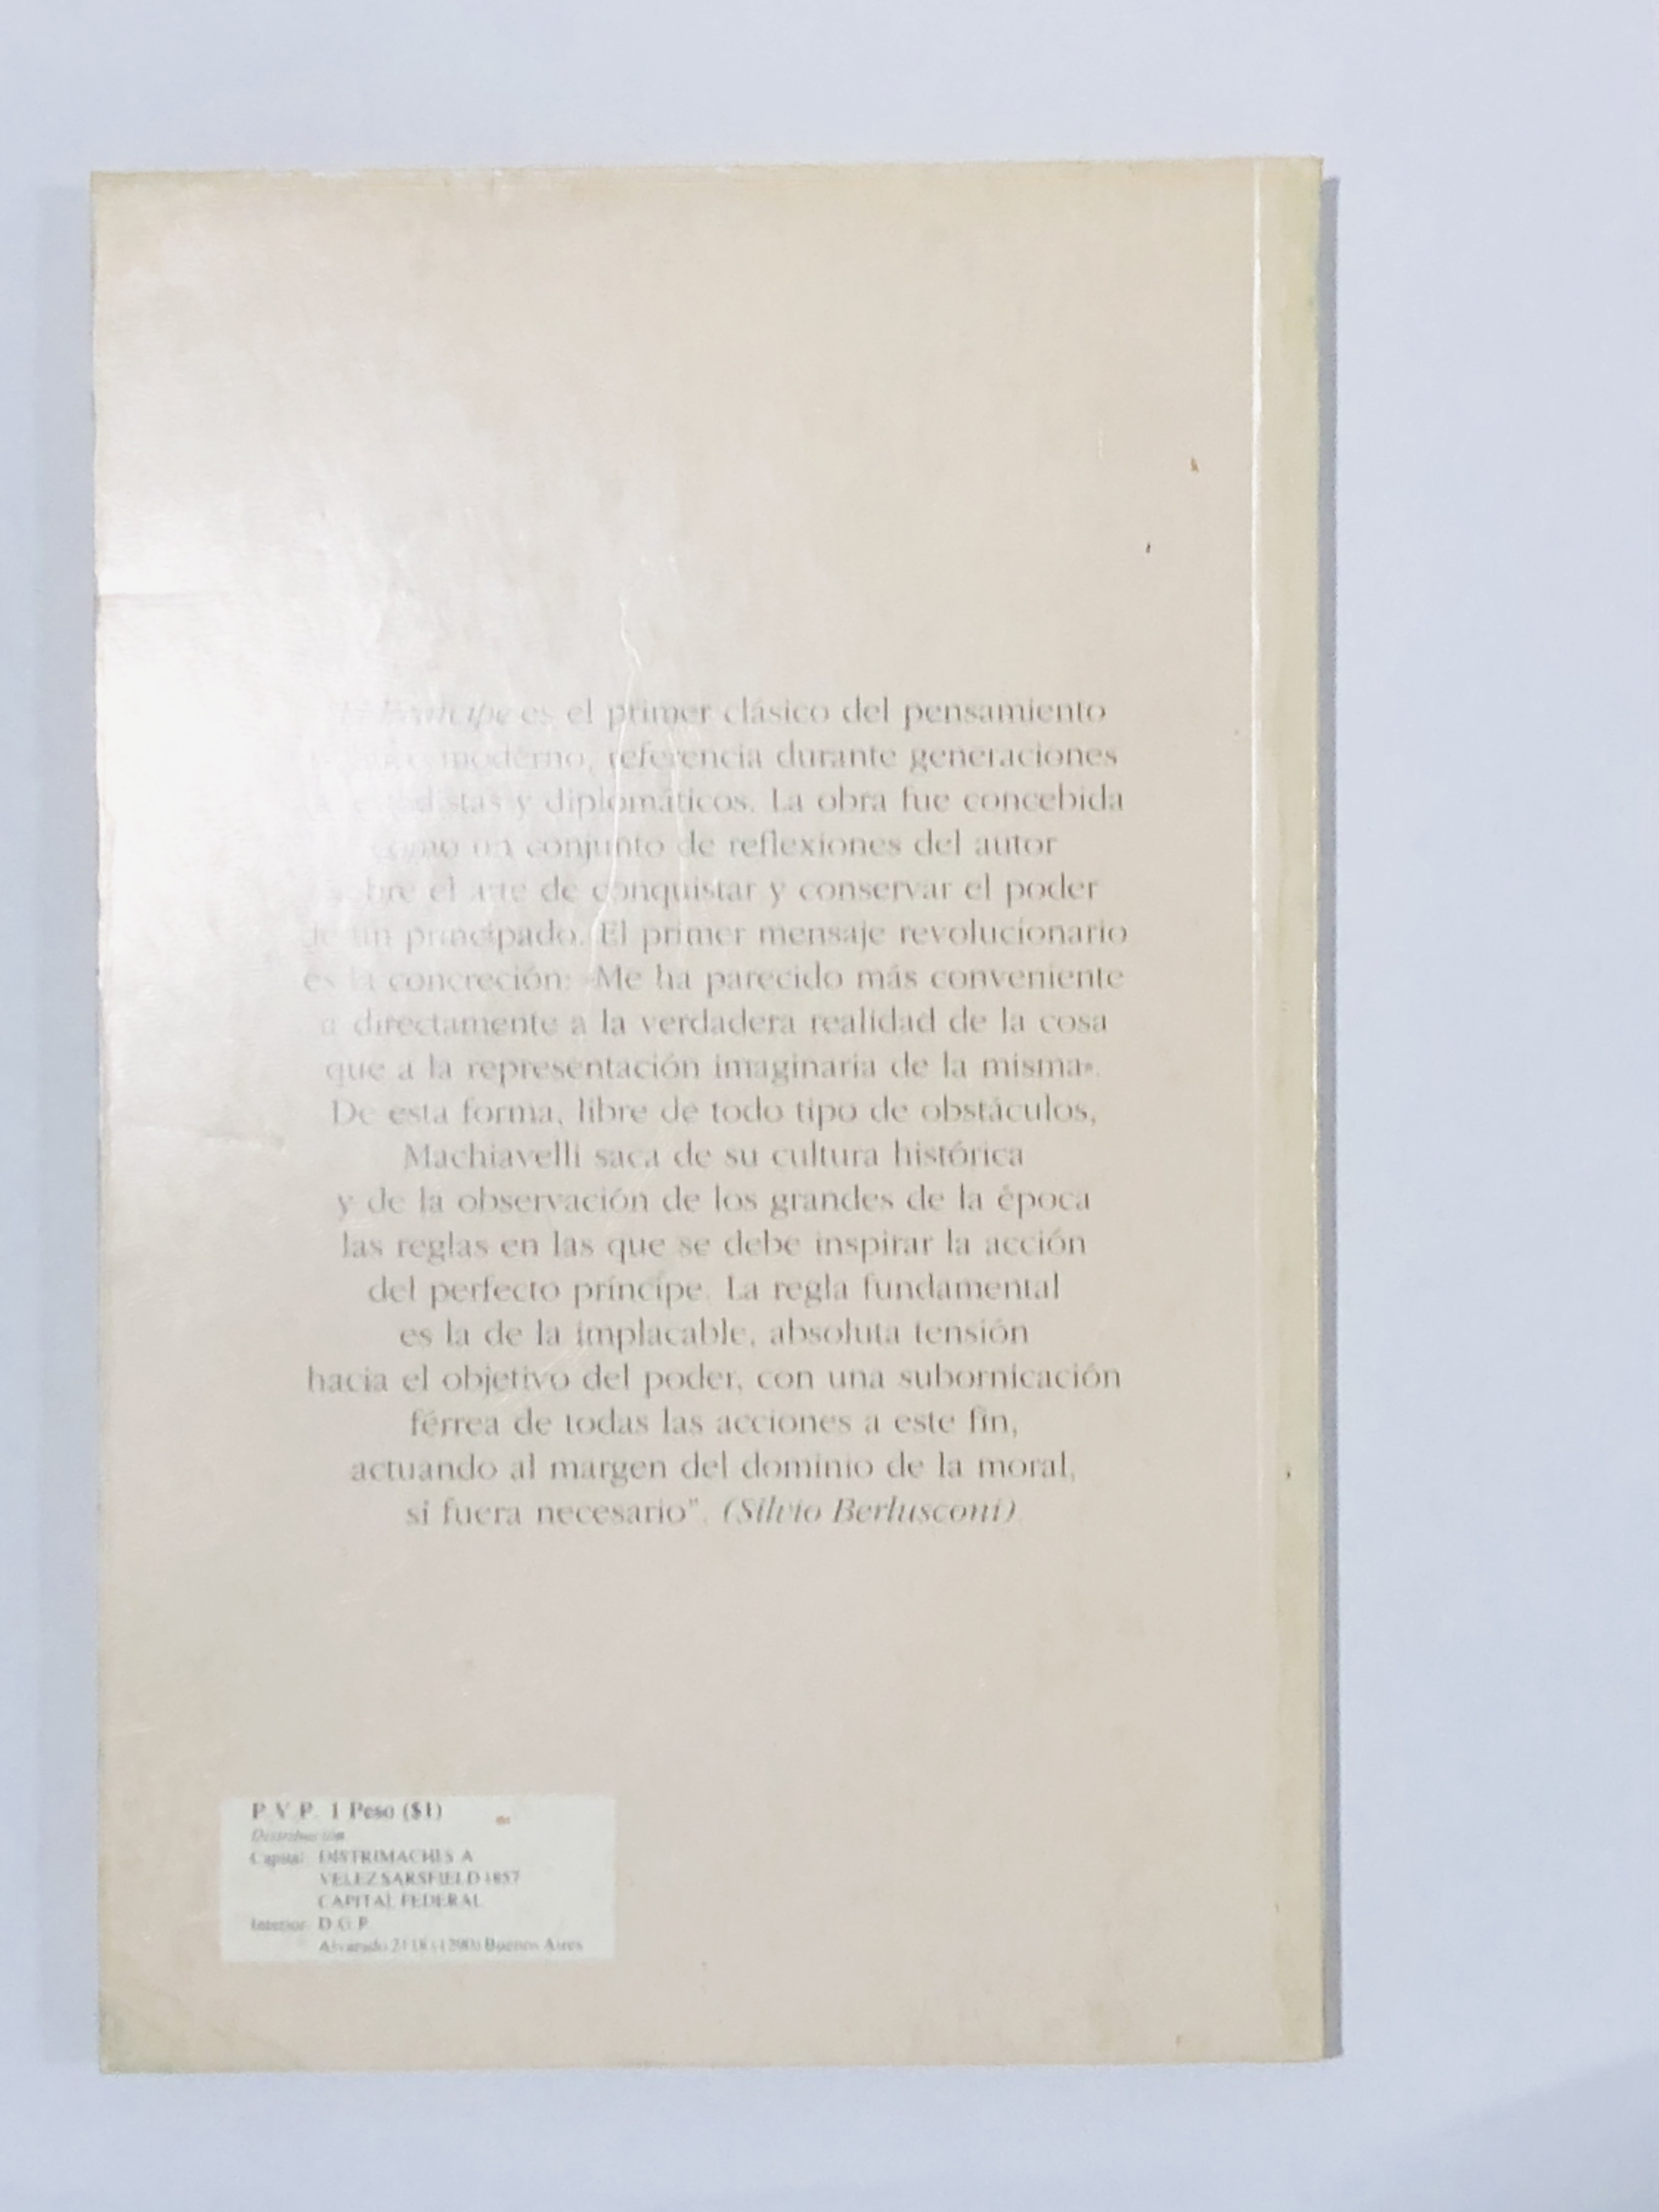 El Príncipe es el primer clásico del pensamiento
moderno, referencia durante generaciones
estadistas y diplomáticos. La obra fue concebida
como un conjunto de reflexiones del autor
sobre el arte de conquistar y conservar el poder
de un principado. El primer mensaje revolucionario
es la concreción: «Me ha parecido más conveniente
ir directamente a la verdadera realidad de la cosa
que a la representación imaginaria de la misma».
De esta forma, libre de todo tipo de obstáculos,
Machiavelli saca de su cultura histórica
y de la observación de los grandes de la época
las reglas en las que se debe inspirar la acción
del perfecto príncipe. La regla fundamental
es la de la implacable, absoluta tensión
hacia el objetivo del poder, con una subornicación
férrea de todas las acciones a este fin,
actuando al margen del dominio de la moral,
si fuera necesario". (Silvio Berlusconi)
P.V.P. 1 Peso ($1)
Distribución
Capital: DISTRIMACHI S.A.
VELEZ SARSFIELD
CAPITAL FEDERAL
Interior: D.G.P.
Alvarado Buenos Aires